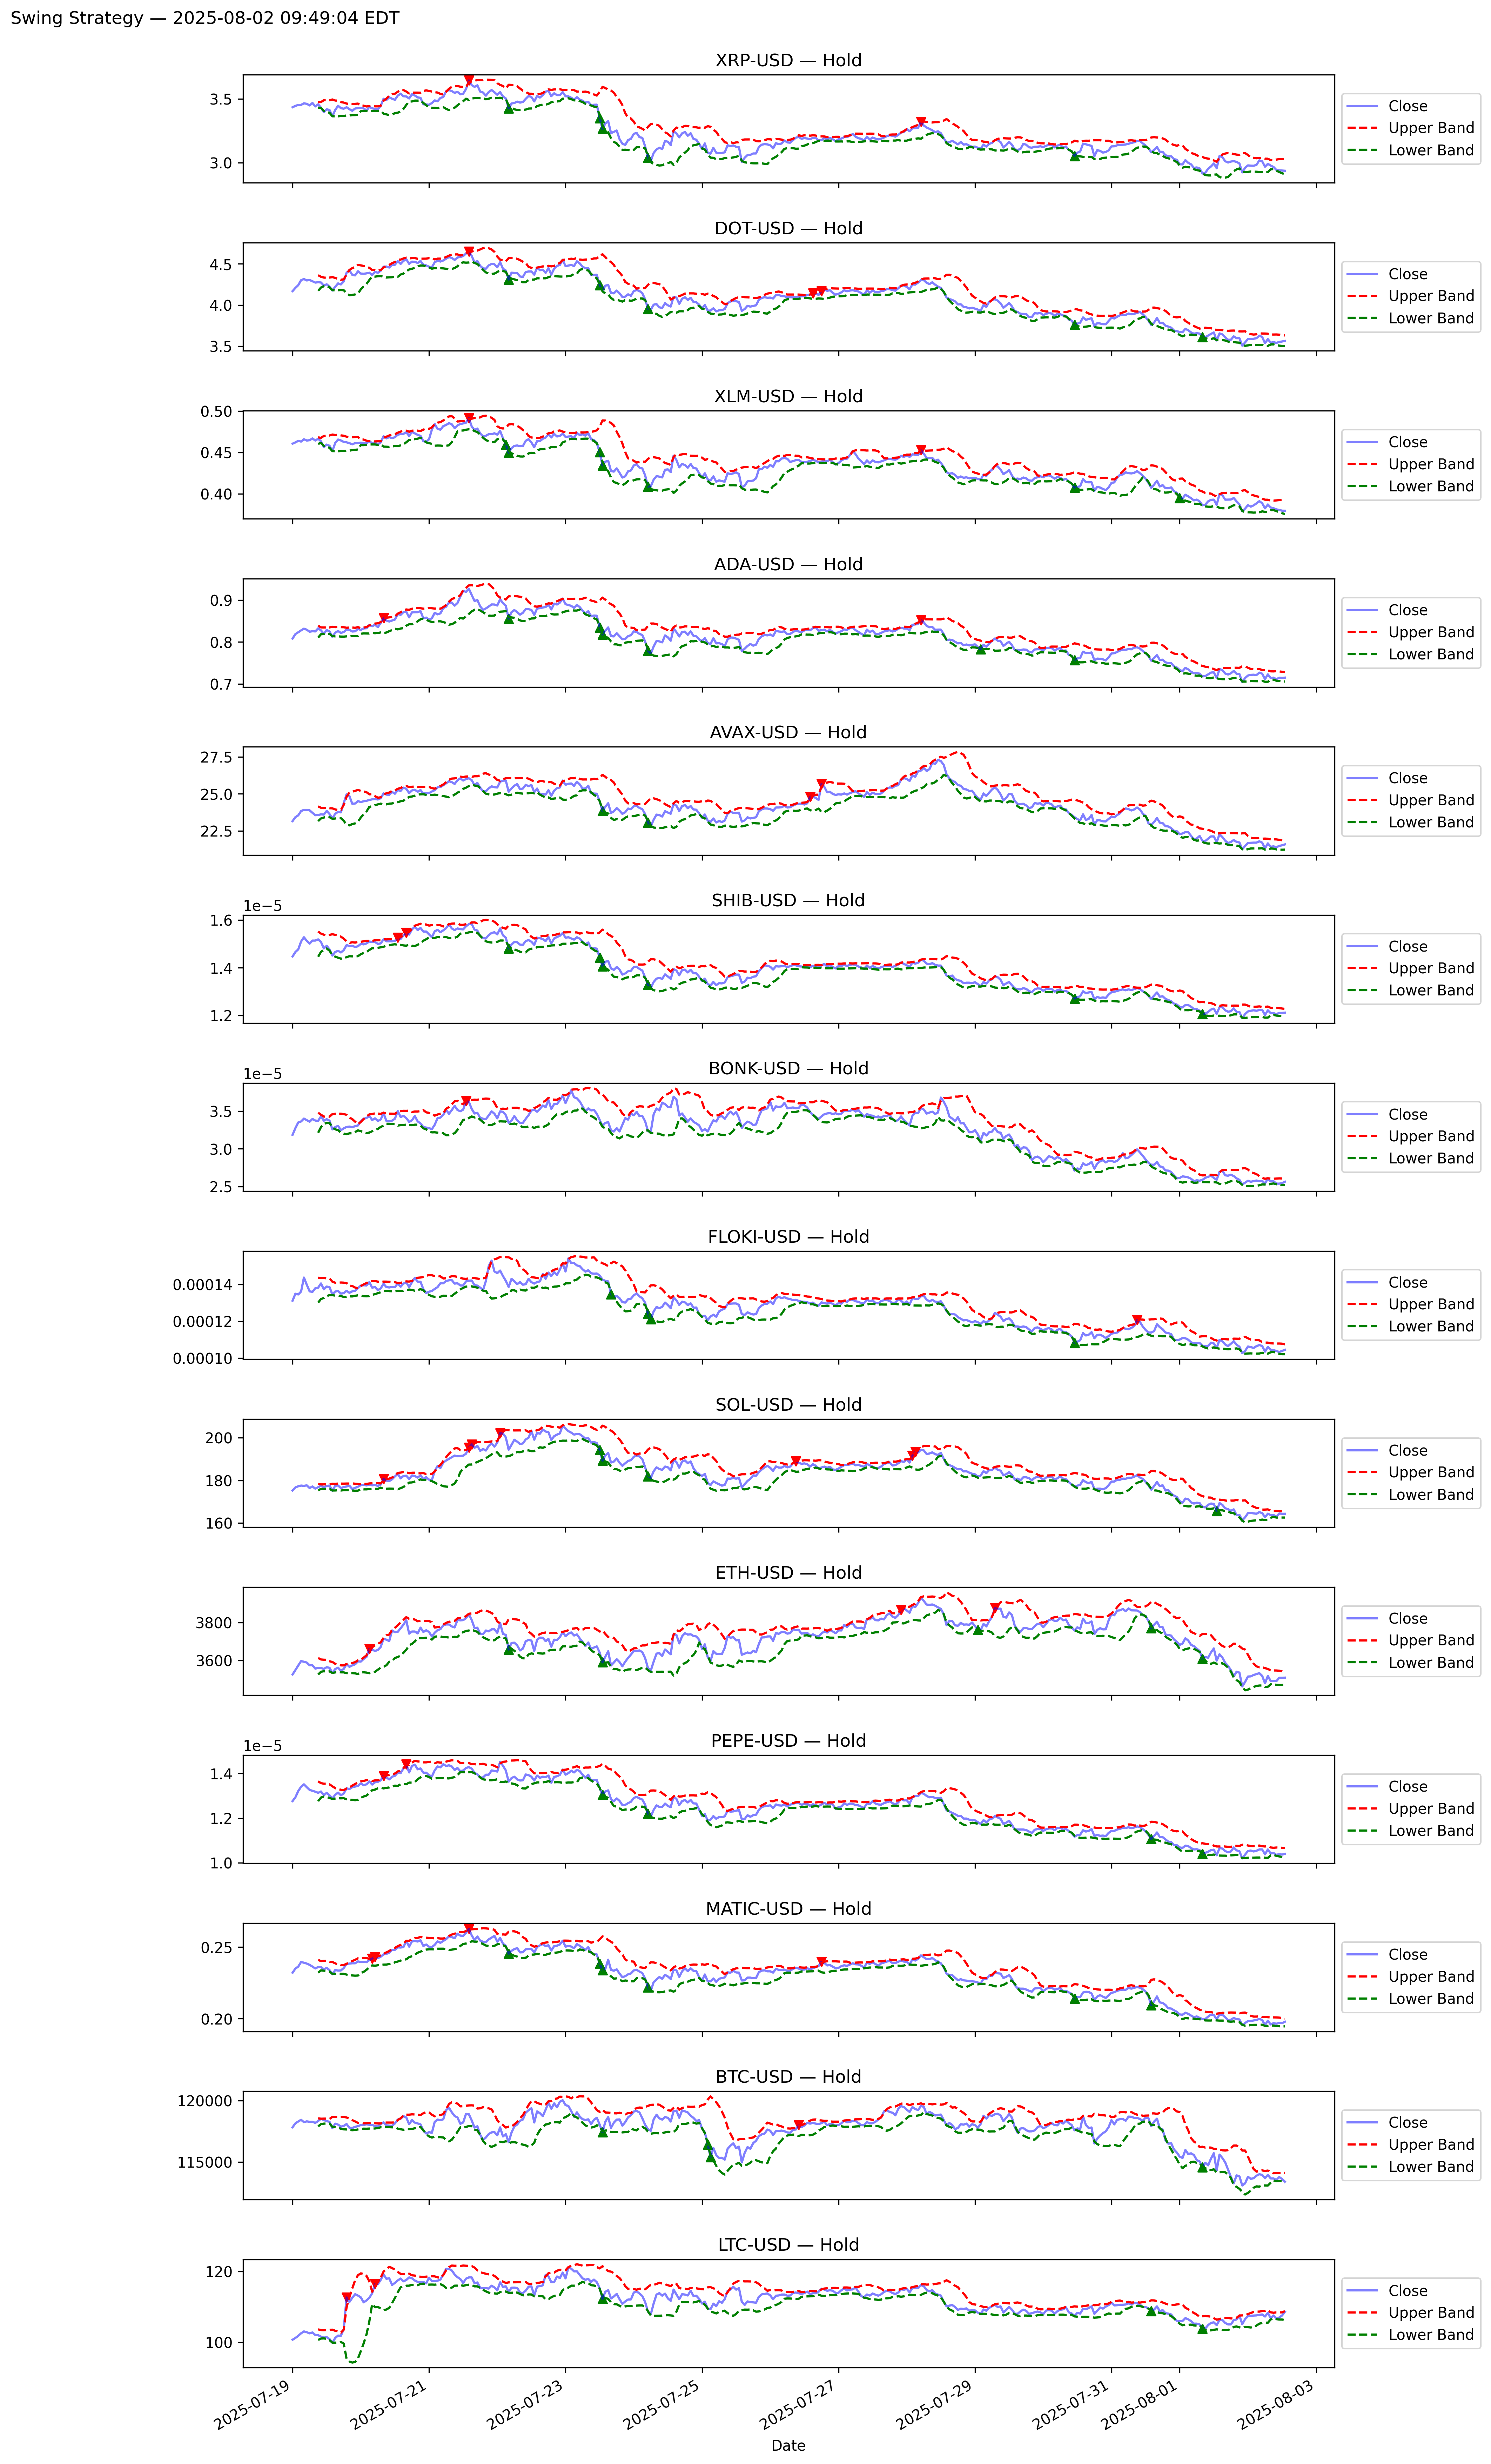 Swing Strategy — 2025-08-02 09:49:04 EDT
XRP-USD — Hold
3.5
3.0
Close
Upper Band
Lower Band
DOT-USD — Hold
4.5
4.0
3.5
Close
Upper Band
Lower Band
XLM-USD — Hold
0.50
0.45
0.40
Close
Upper Band
Lower Band
ADA-USD — Hold
0.9
0.8
0.7
Close
Upper Band
Lower Band
AVAX-USD — Hold
27.5
25.0
22.5
Close
Upper Band
Lower Band
SHIB-USD — Hold
1e−5
1.6
1.4
1.2
Close
Upper Band
Lower Band
BONK-USD — Hold
1e−5
3.5
3.0
2.5
Close
Upper Band
Lower Band
FLOKI-USD — Hold
0.00014
0.00012
0.00010
Close
Upper Band
Lower Band
SOL-USD — Hold
200
180
160
Close
Upper Band
Lower Band
ETH-USD — Hold
3800
3600
Close
Upper Band
Lower Band
PEPE-USD — Hold
1e−5
1.4
1.2
1.0
Close
Upper Band
Lower Band
MATIC-USD — Hold
0.25
0.20
Close
Upper Band
Lower Band
BTC-USD — Hold
120000
115000
Close
Upper Band
Lower Band
LTC-USD — Hold
120
100
Close
Upper Band
Lower Band
2025-07-19
2025-07-21
2025-07-23
2025-07-25
2025-07-27
2025-07-29
2025-07-31
2025-08-01
2025-08-03
Date